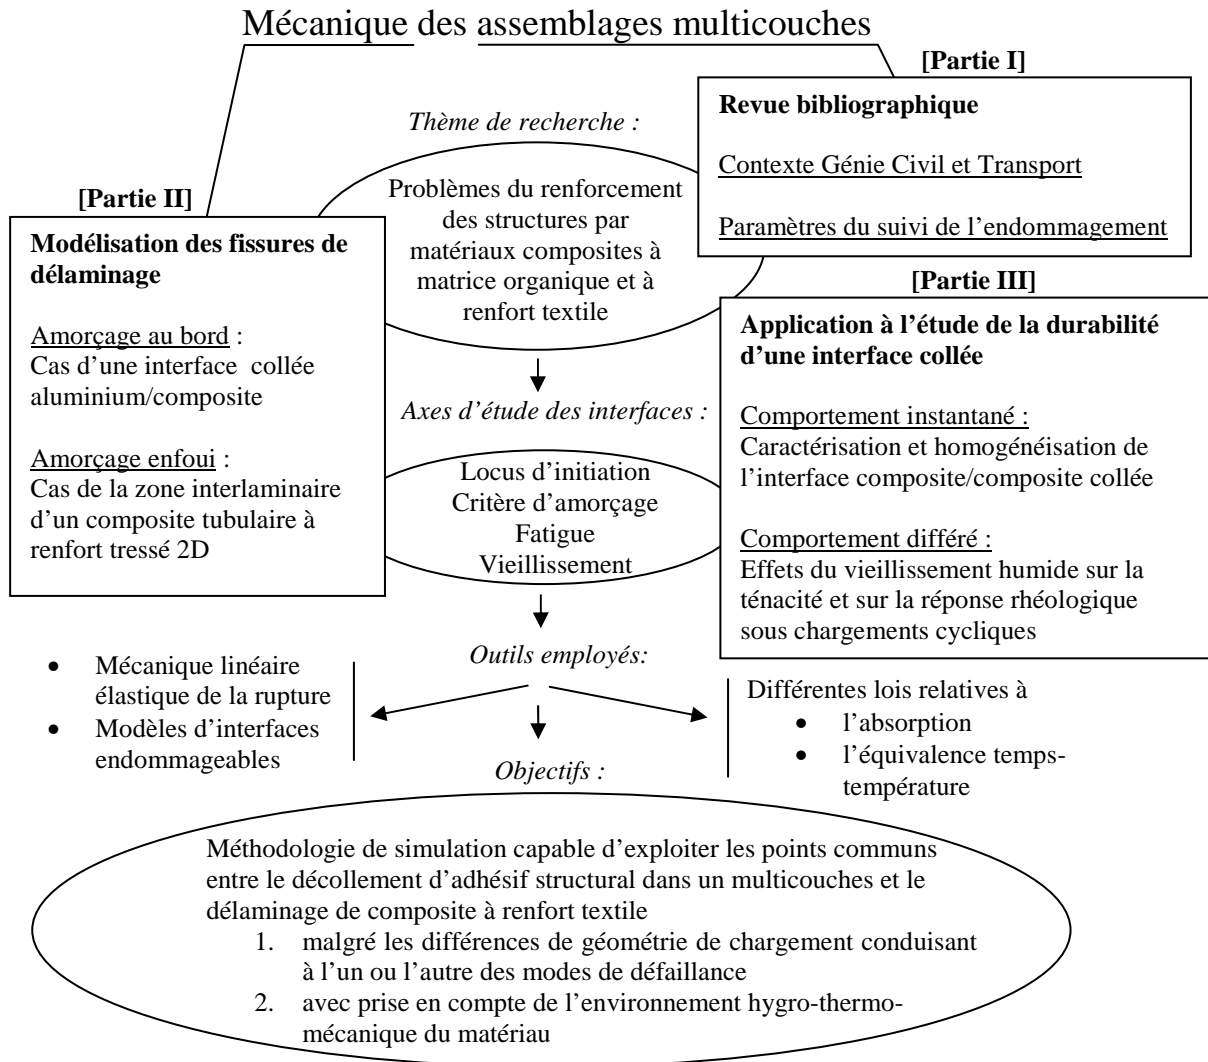 Mécanique des assemblages multicouches
[Partie I]
Revue bibliographique
Contexte Génie Civil et Transport
Paramètres du suivi de l'endommagement
Thème de recherche :
Problèmes du renforcement
des structures par
matériaux composites à
matrice organique et à
renfort textile
[Partie II]
Modélisation des fissures de
délaminage
Amorçage au bord :
Cas d'une interface collée
aluminium/composite
Amorçage enfoui :
Cas de la zone interlaminaire
d'un composite tubulaire à
renfort tressé 2D
[Partie III]
Application à l'étude de la durabilité
d'une interface collée
Comportement instantané :
Caractérisation et homogénéisation de
l'interface composite/composite collée
Comportement différé :
Effets du vieillissement humide sur la
ténacité et sur la réponse rhéologique
sous chargements cycliques
Axes d'étude des interfaces :
Locus d'initiation
Critère d'amorçage
Fatigue
Vieillissement
Outils employés:
• Mécanique linéaire
élastique de la rupture
• Modèles d'interfaces
endommageables
Différentes lois relatives à
• l'absorption
• l'équivalence temps-
température
Objectifs :
Méthodologie de simulation capable d'exploiter les points communs
entre le décollement d'adhésif structural dans un multicouches et le
délaminage de composite à renfort textile
1. malgré les différences de géométrie de chargement conduisant
à l'un ou l'autre des modes de défaillance
2. avec prise en compte de l'environnement hygro-thermo-
mécanique du matériau